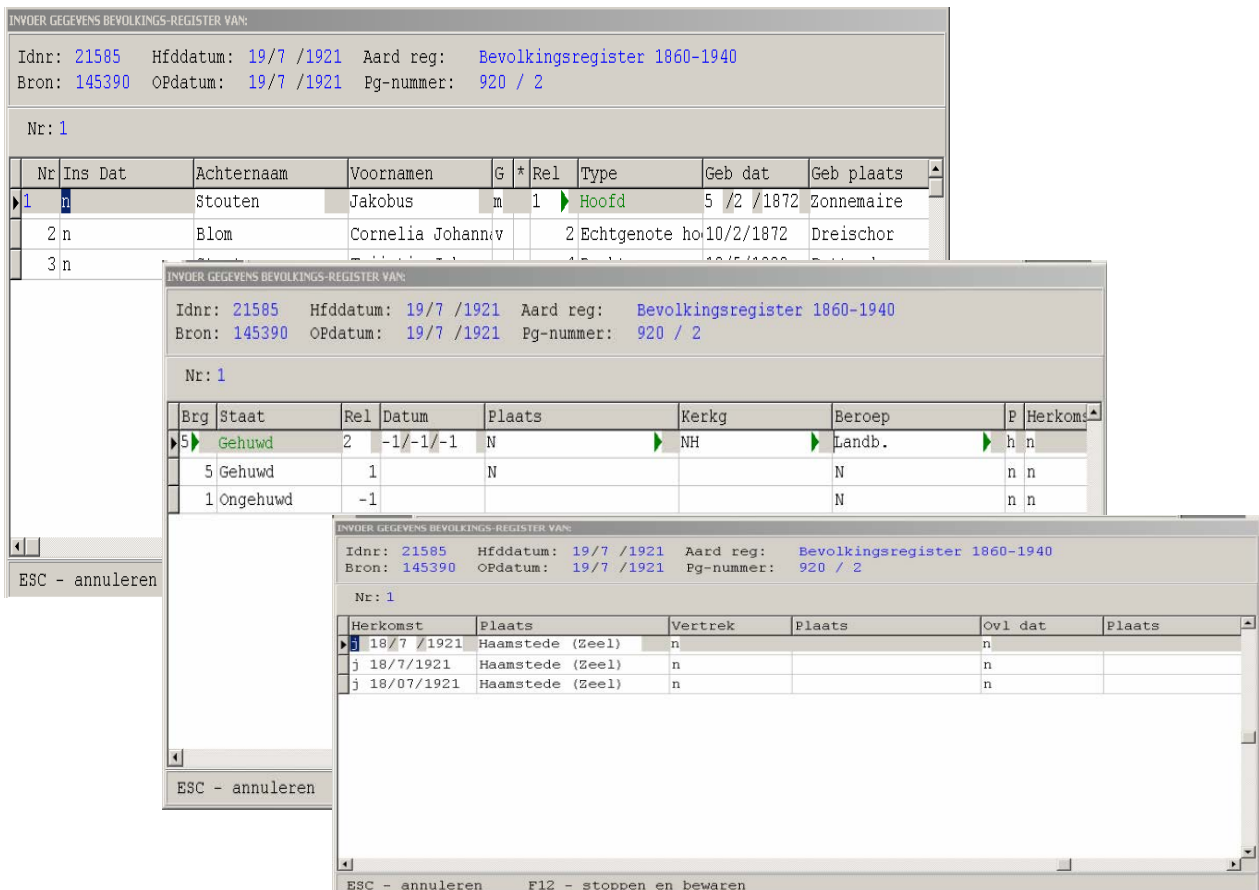 INVOER GEGEVENS BEVOLKINGS-REGISTER VAN:
Idnr: 21585 Hfddatum: 19/7 /1921 Aard reg: Bevolkingsregister 1860-1940
Bron: 145390 OPdatum: 19/7 /1921 Pg-nummer: 920 / 2
Nr: 1
Nr Ins Dat Achternaam Voornamen G * Rel Type Geb dat Geb plaats
1 n Stouten Jakobus m 1 Hoofd 5 /2 /1872 Zonnemaire
2 n Blom Cornelia Johanna v 2 Echtgenote ho 10/2/1872 Dreischor
3 n
ESC - annuleren
INVOER GEGEVENS BEVOLKINGS-REGISTER VAN:
Idnr: 21585 Hfddatum: 19/7 /1921 Aard reg: Bevolkingsregister 1860-1940
Bron: 145390 OPdatum: 19/7 /1921 Pg-nummer: 920 / 2
Nr: 1
Brg Staat Rel Datum Plaats Kerkg Beroep P Herkoms
5 Gehuwd 2 -1/-1/-1 N NH Landb. h n
5 Gehuwd 1 N N n n
1 Ongehuwd -1 N n n
ESC - annuleren
INVOER GEGEVENS BEVOLKINGS-REGISTER VAN:
Idnr: 21585 Hfddatum: 19/7 /1921 Aard reg: Bevolkingsregister 1860-1940
Bron: 145390 OPdatum: 19/7 /1921 Pg-nummer: 920 / 2
Nr: 1
Herkomst Plaats Vertrek Plaats Ovl dat Plaats
j 18/7 /1921 Haamstede (Zeel) n n
j 18/7/1921 Haamstede (Zeel) n n
j 18/07/1921 Haamstede (Zeel) n n
ESC - annuleren F12 - stoppen en bewaren